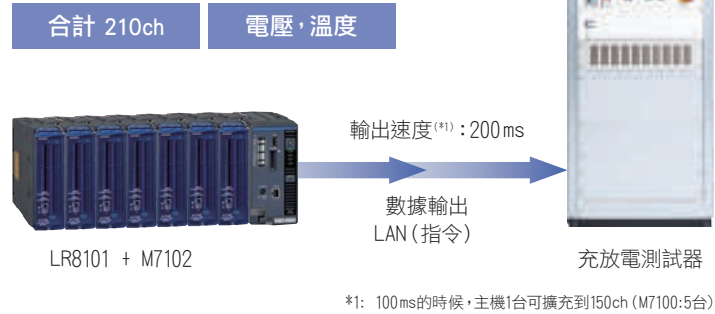 合計 210ch
電壓，溫度
輸出速度(*1)：200ms
數據輸出
LAN（指令）
LR8101 + M7102
充放電測試器
*1: 100ms的時候，主機1台可擴充到150ch（M7100:5台）